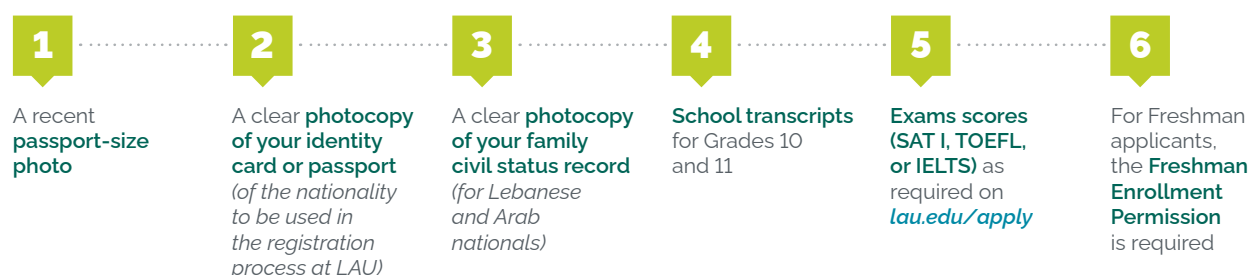 1
A recent
passport-size
photo
2
A clear photocopy
of your identity
card or passport
(of the nationality
to be used in
the registration
process at LAU)
3
A clear photocopy
of your family
civil status record
(for Lebanese
and Arab
nationals)
4
School transcripts
for Grades 10
and 11
5
Exams scores
(SAT I, TOEFL,
or IELTS) as
required on
lau.edu/apply
6
For Freshman
applicants,
the Freshman
Enrollment
Permission
is required